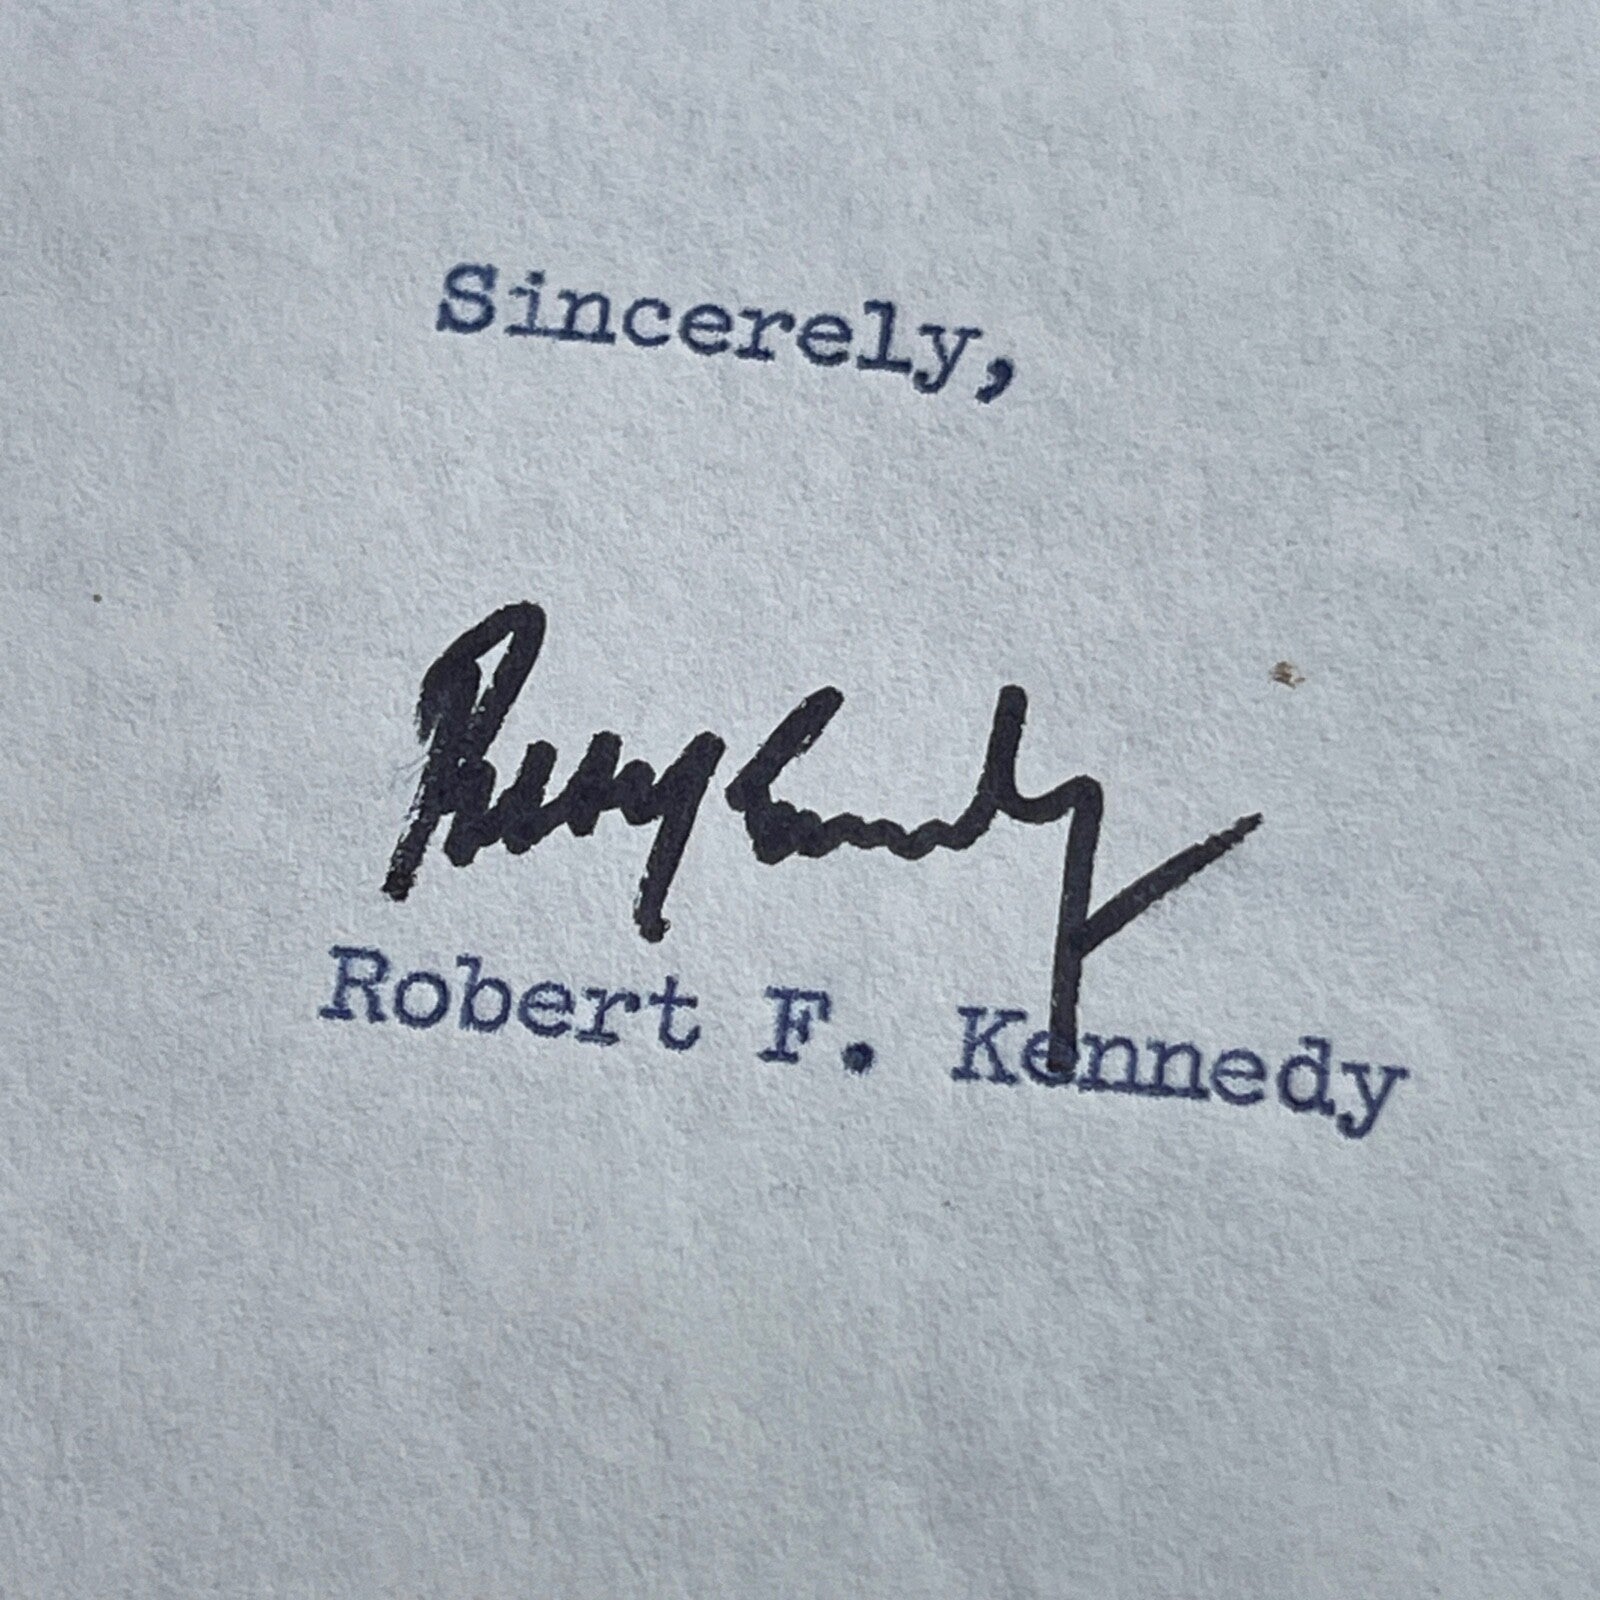 Sincerely,
Robert F. Kennedy